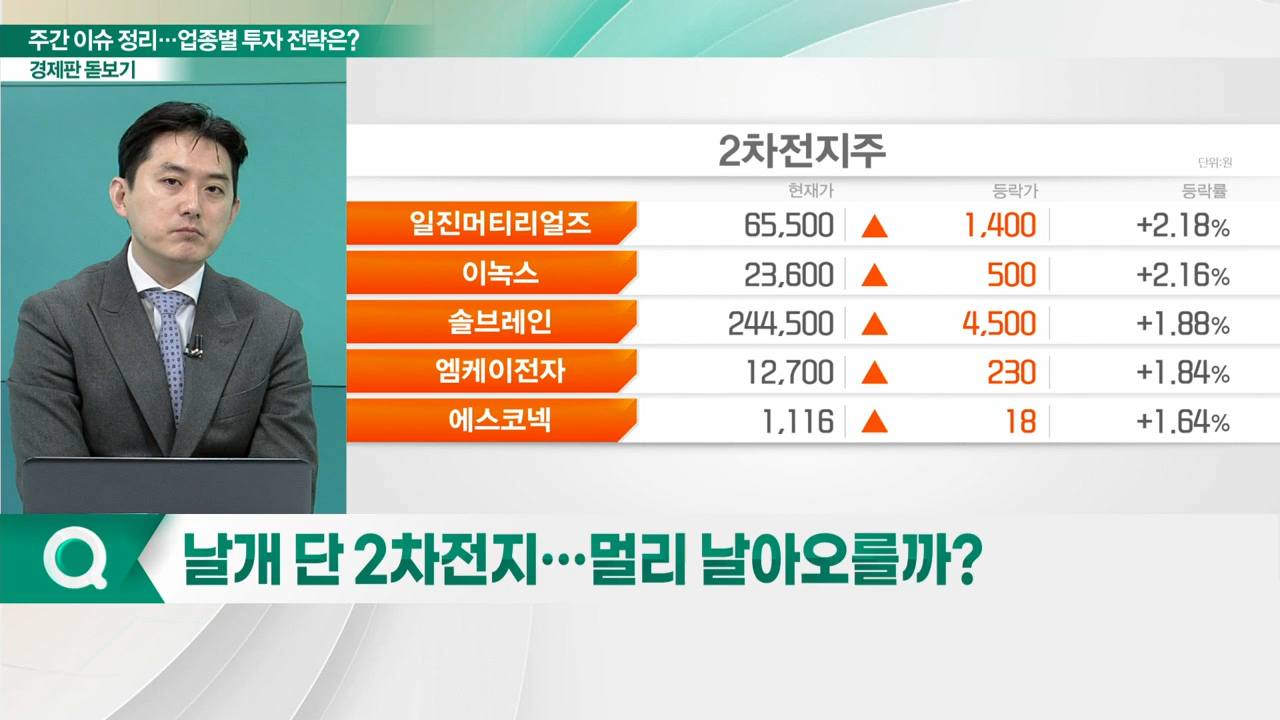 주간 이슈 정리…업종별 투자 전략은?
경제판 돋보기
2차전지주
단위:원
현재가 등락가 등락률
일진머티리얼즈 65,500 ▲ 1,400 +2.18%
이녹스 23,600 ▲ 500 +2.16%
솔브레인 244,500 ▲ 4,500 +1.88%
엠케이전자 12,700 ▲ 230 +1.84%
에스코넥 1,116 ▲ 18 +1.64%
날개 단 2차전지…멀리 날아오를까?